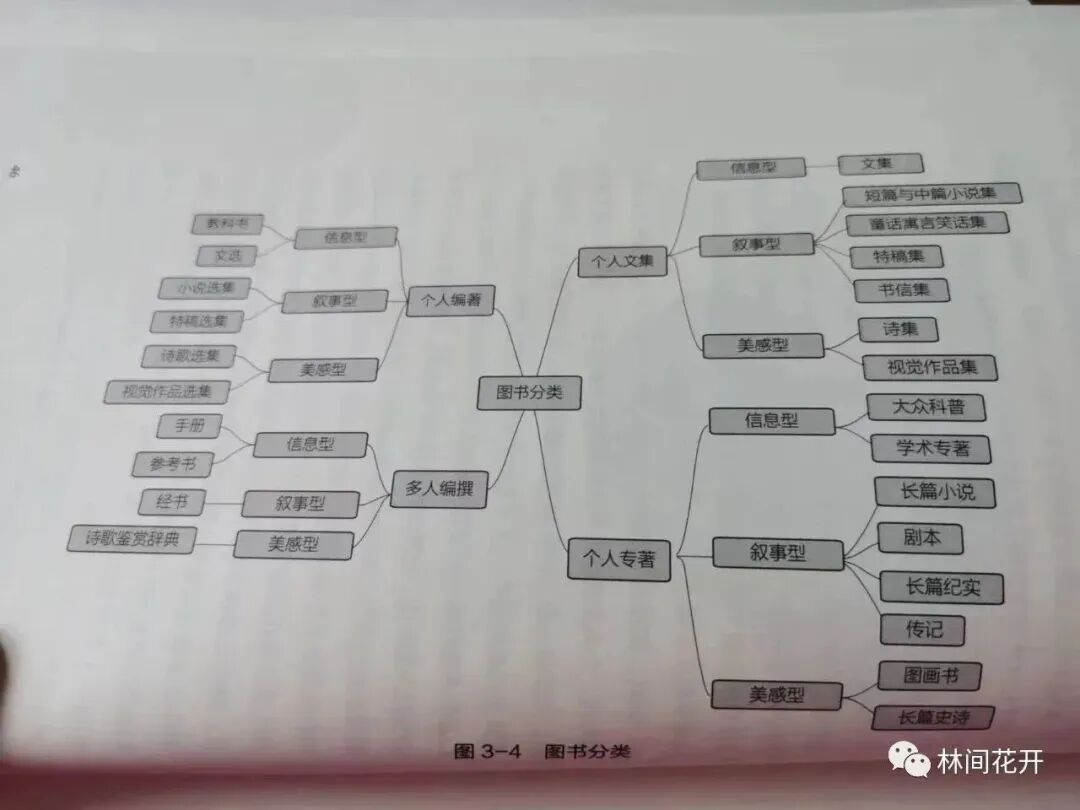 图书分类
个人编著
信息型
教科书
文选
叙事型
小说选集
特稿选集
美感型
诗歌选集
视觉作品选集
多人编撰
信息型
手册
参考书
叙事型
经书
美感型
诗歌鉴赏辞典
个人文集
信息型
文集
叙事型
短篇与中篇小说集
童话寓言笑话集
特稿集
书信集
美感型
诗集
视觉作品集
个人专著
信息型
大众科普
学术专著
叙事型
长篇小说
剧本
长篇纪实
传记
美感型
图画书
长篇史诗
图 3-4 图书分类
林间花开